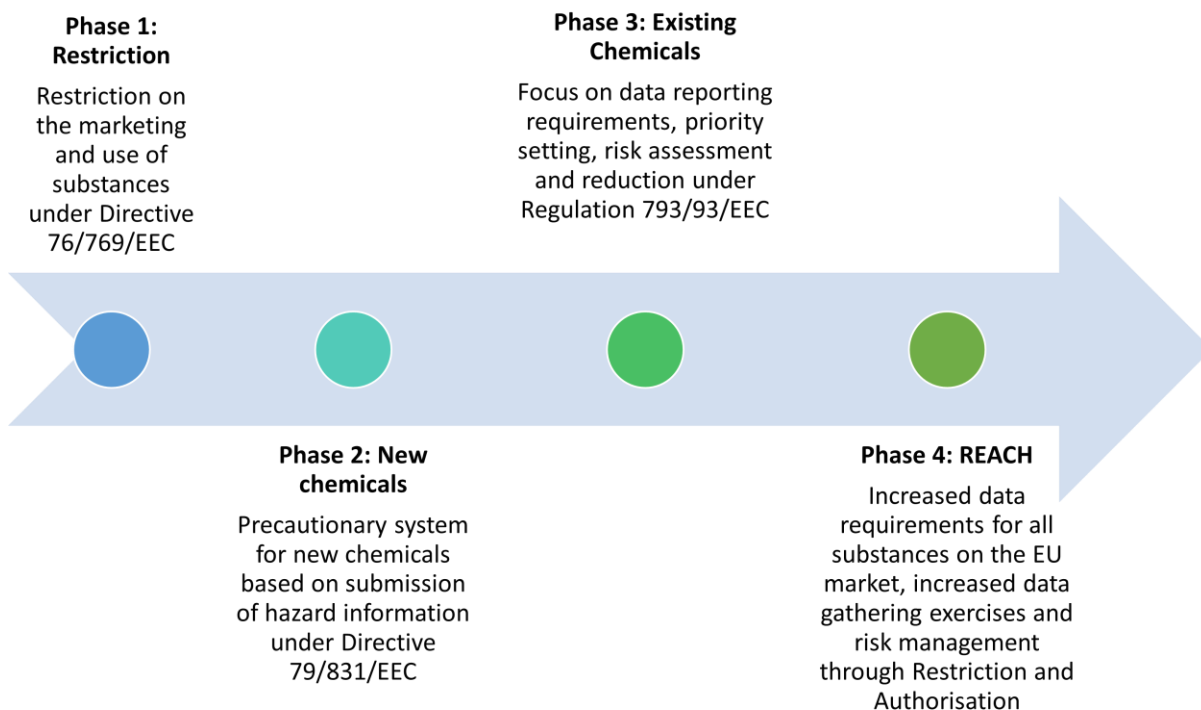 Phase 1:
Restriction
Restriction on
the marketing
and use of
substances
under Directive
76/769/EEC
Phase 2: New
chemicals
Precautionary system
for new chemicals
based on submission
of hazard information
under Directive
79/831/EEC
Phase 3: Existing
Chemicals
Focus on data reporting
requirements, priority
setting, risk assessment
and reduction under
Regulation 793/93/EEC
Phase 4: REACH
Increased data
requirements for all
substances on the EU
market, increased data
gathering exercises and
risk management
through Restriction and
Authorisation